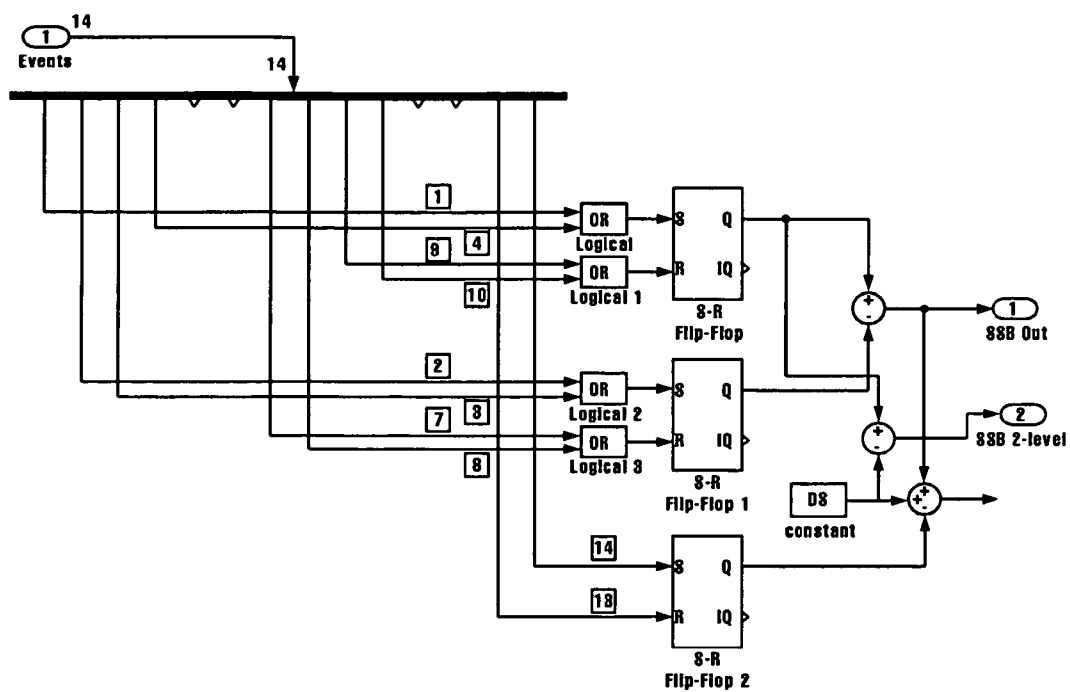 14
1
Events
14
1
OR
S Q
Logical
4
9
OR
R IQ
Logical 1
10
S-R
Flip-Flop
+
-
1
SSB Out
2
OR
S Q
Logical 2
3
7
OR
R IQ
Logical 3
8
S-R
Flip-Flop 1
+
-
2
SSB 2-level
DS
constant
+
+
-
14
S Q
13
R IQ
S-R
Flip-Flop 2